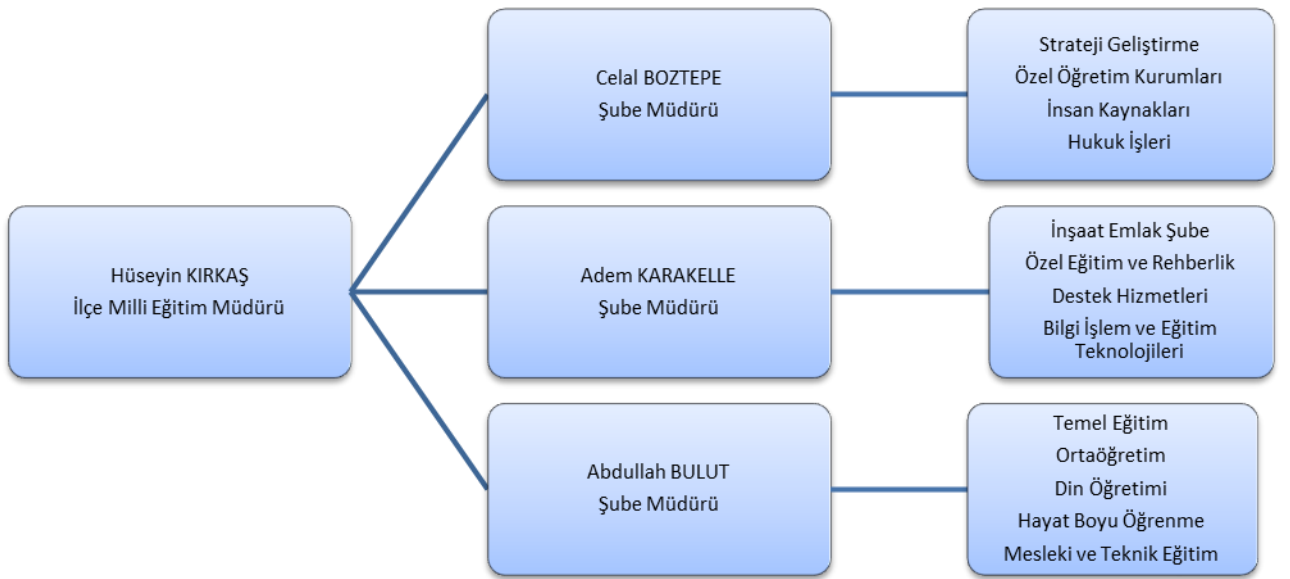 Hüseyin KIRKAŞ
İlçe Milli Eğitim Müdürü
Celal BOZTEPE
Şube Müdürü
Strateji Geliştirme
Özel Öğretim Kurumları
İnsan Kaynakları
Hukuk İşleri
Adem KARAKELLE
Şube Müdürü
İnşaat Emlak Şube
Özel Eğitim ve Rehberlik
Destek Hizmetleri
Bilgi İşlem ve Eğitim
Teknolojileri
Abdullah BULUT
Şube Müdürü
Temel Eğitim
Ortaöğretim
Din Öğretimi
Hayat Boyu Öğrenme
Mesleki ve Teknik Eğitim